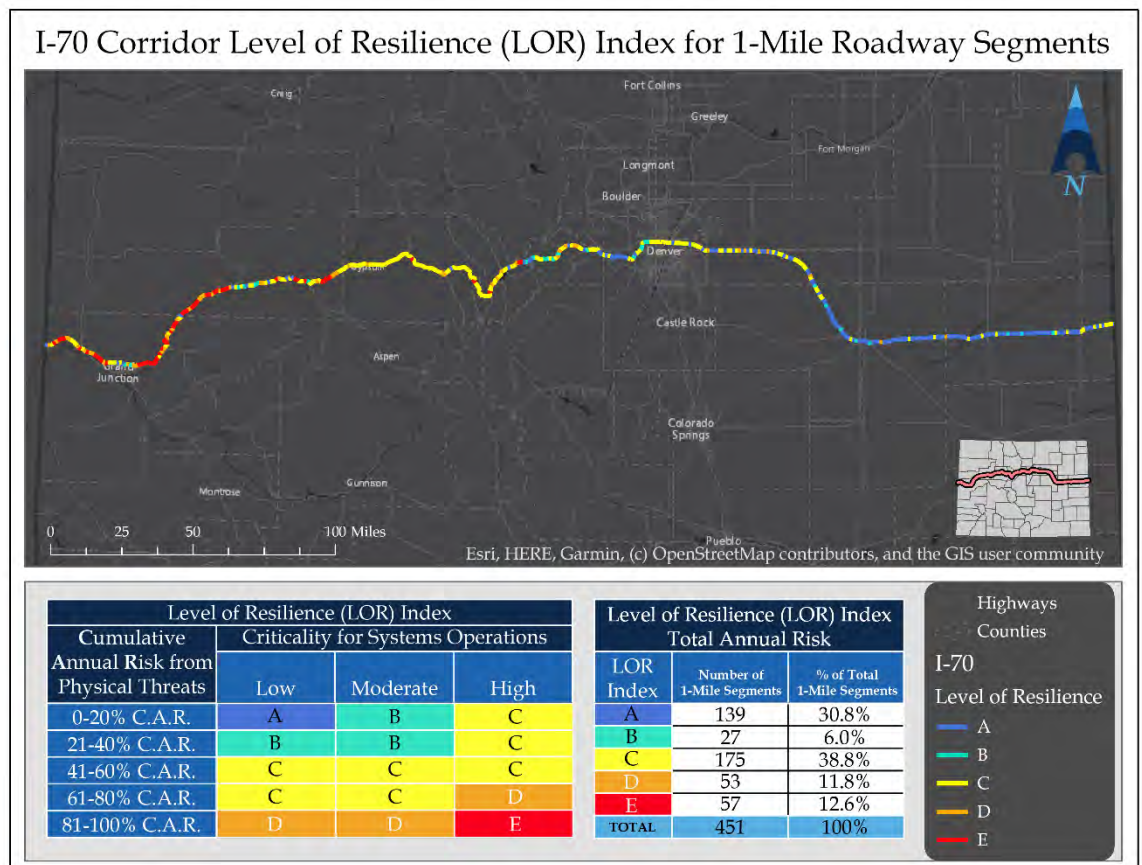 I-70 Corridor Level of Resilience (LOR) Index for 1-Mile Roadway Segments
Craig
Fort Collins
Greeley
Fort Morgan
Longmont
Boulder
Denver
Gypsum
Castle Rock
Grand
Junction
Aspen
Colorado
Springs
Montrose
Gunnison
Pueblo
N
0 25 50 100 Miles
Esri, HERE, Garmin, (c) OpenStreetMap contributors, and the GIS user community
Level of Resilience (LOR) Index
Cumulative
Annual Risk from
Physical Threats
Criticality for Systems Operations
Low Moderate High
0-20% C.A.R. A B C
21-40% C.A.R. B B C
41-60% C.A.R. C C C
61-80% C.A.R. C C D
81-100% C.A.R. D D E
Level of Resilience (LOR) Index
Total Annual Risk
LOR
Index
Number of
1-Mile Segments
% of Total
1-Mile Segments
A 139 30.8%
B 27 6.0%
C 175 38.8%
D 53 11.8%
E 57 12.6%
TOTAL 451 100%
Highways
Counties
I-70
Level of Resilience
A
B
C
D
E